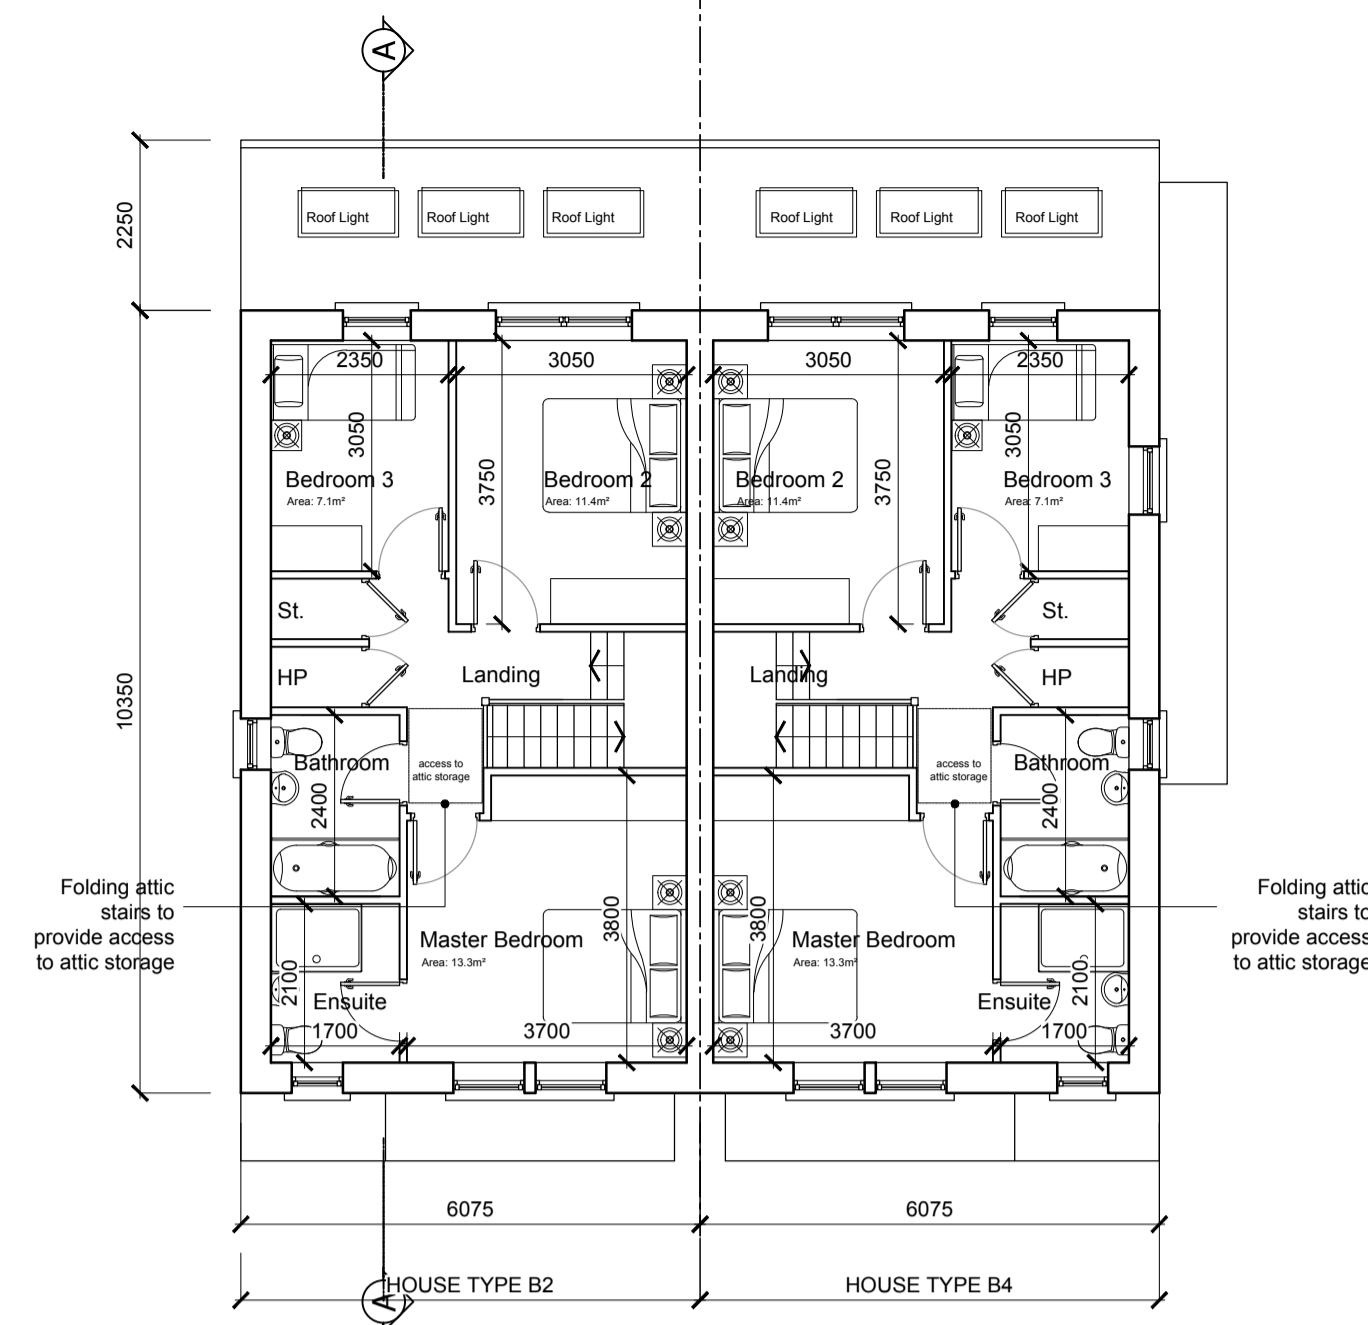 A
2250
Roof Light
Roof Light
Roof Light
Roof Light
Roof Light
Roof Light
2350
3050
3050
2350
3050
3750
3750
3050
Bedroom 3
Area: 7.1m²
Bedroom 2
Area: 11.4m²
Bedroom 2
Area: 11.4m²
Bedroom 3
Area: 7.1m²
St.
St.
HP
Landing
Landing
HP
10350
Bathroom
access to
attic storage
access to
attic storage
Bathroom
2400
2400
Folding attic
stairs to
provide access
to attic storage
Folding attic
stairs to
provide access
to attic storage
3800
3800
Master Bedroom
Area: 13.3m²
Master Bedroom
Area: 13.3m²
2100
Ensuite
Ensuite
2100
1700
3700
3700
1700
6075
6075
HOUSE TYPE B2
HOUSE TYPE B4
A